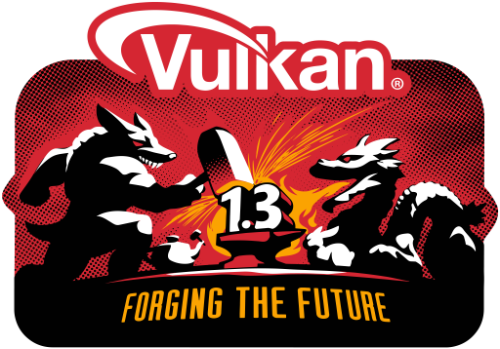 Vulkan®
1.3
FORGING THE FUTURE